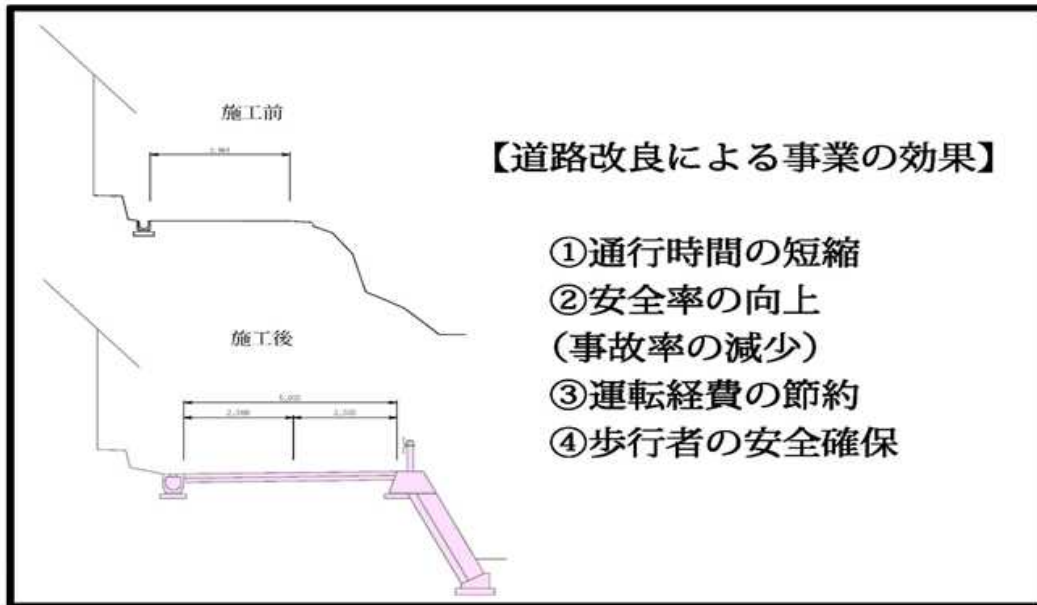 施工前
【道路改良による事業の効果】
①通行時間の短縮
②安全率の向上
（事故率の減少）
③運転経費の節約
④歩行者の安全確保
施工後